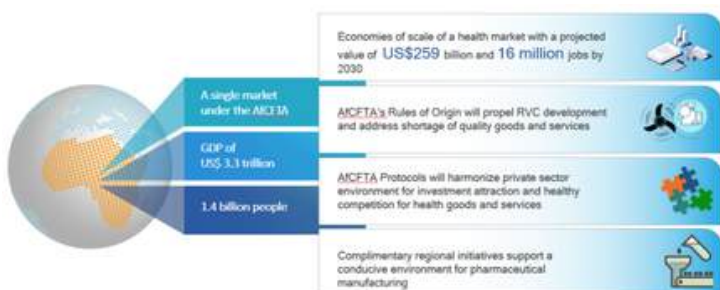 A single market
under the AfCFTA
GDP of
US$ 3.3 trillion
1.4 billion people
Economies of scale of a health market with a projected
value of US$259 billion and 16 million jobs by
2030
AfCFTA's Rules of Origin will propel RVC development
and address shortage of quality goods and services
AfCFTA Protocols will harmonize private sector
environment for investment attraction and healthy
competition for health goods and services
Complimentary regional initiatives support a
conducive environment for pharmaceutical
manufacturing